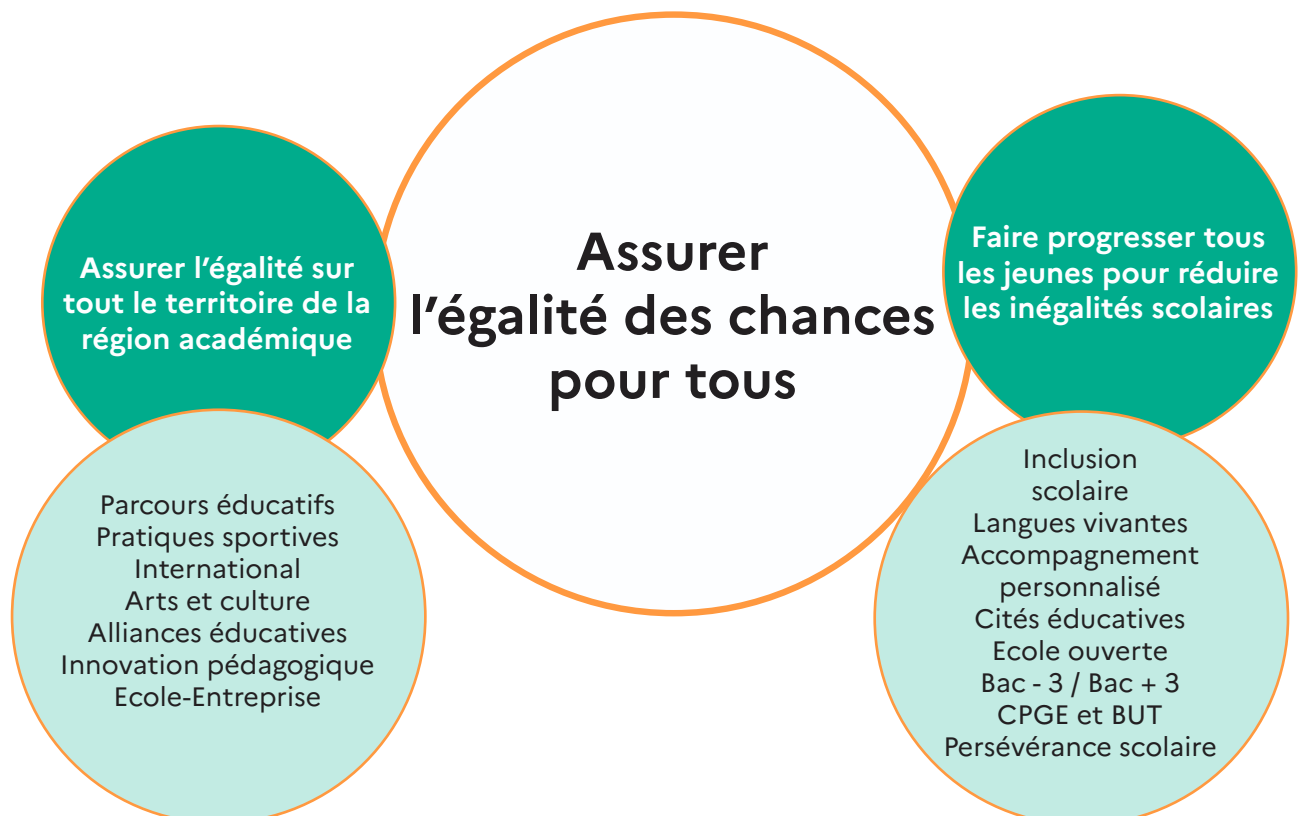 Assurer
l'égalité des chances
pour tous
Assurer l'égalité sur
tout le territoire de la
région académique
Parcours éducatifs
Pratiques sportives
International
Arts et culture
Alliances éducatives
Innovation pédagogique
Ecole-Entreprise
Faire progresser tous
les jeunes pour réduire
les inégalités scolaires
Inclusion
scolaire
Langues vivantes
Accompagnement
personnalisé
Cités éducatives
Ecole ouverte
Bac - 3 / Bac + 3
CPGE et BUT
Persévérance scolaire